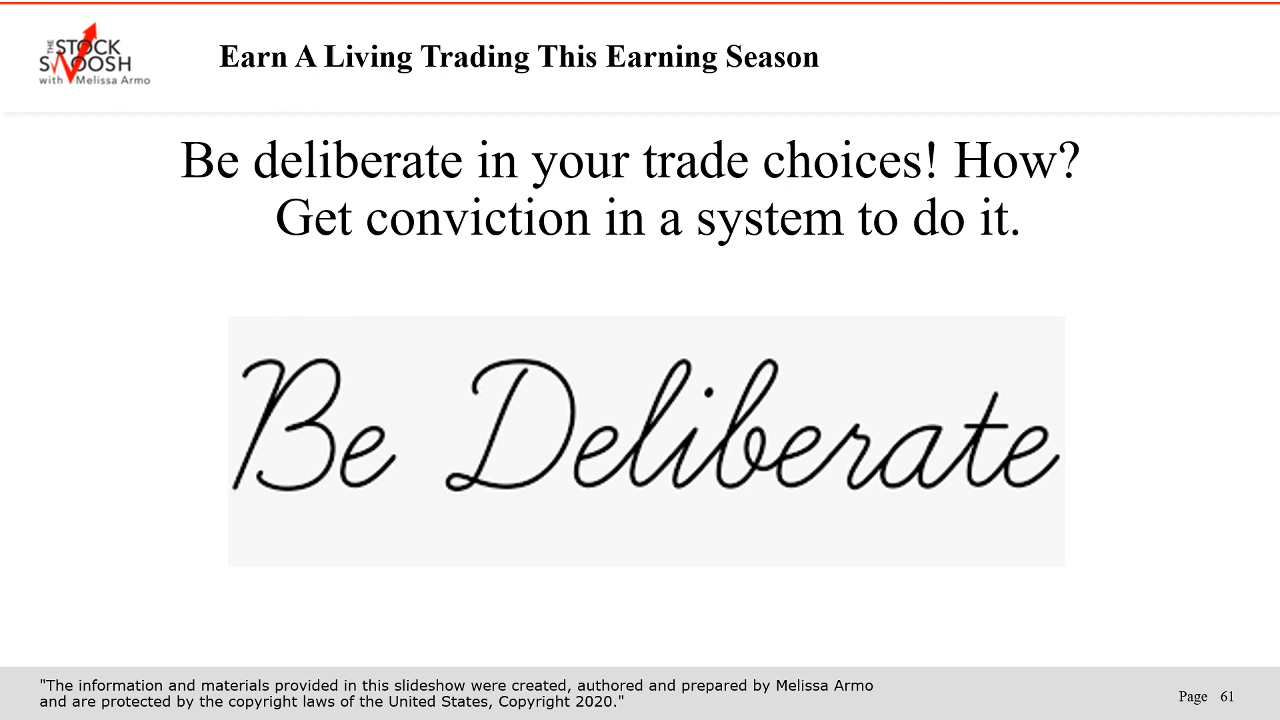 THE
STOCK
SWOOSH
with Melissa Armo
Earn A Living Trading This Earning Season
Be deliberate in your trade choices! How?
Get conviction in a system to do it.
Be Deliberate
"The information and materials provided in this slideshow were created, authored and prepared by Melissa Armo
and are protected by the copyright laws of the United States, Copyright 2020."
Page 61